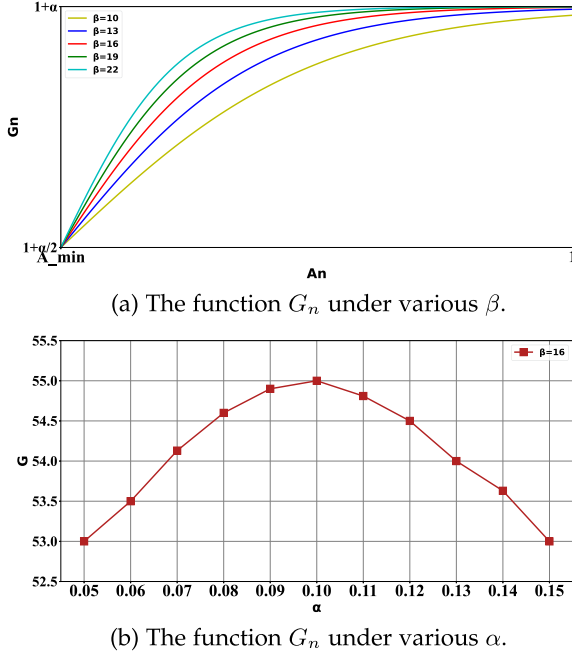 1+α
β=10
β=13
β=16
β=19
β=22
Gn
1+α/2
A_min
1
An
(a) The function Gₙ under various β.
55.5
β=16
55.0
54.5
54.0
G
53.5
53.0
52.5
0.05 0.06 0.07 0.08 0.09 0.10 0.11 0.12 0.13 0.14 0.15
α
(b) The function Gₙ under various α.